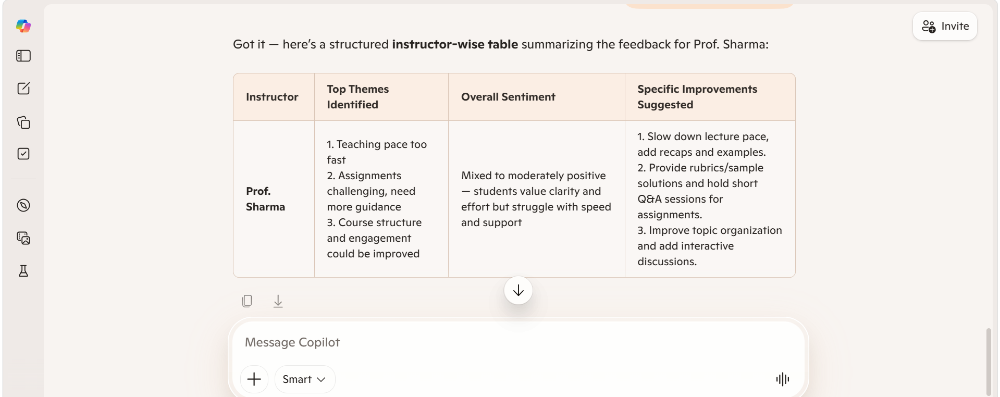 Invite
Got it — here's a structured instructor-wise table summarizing the feedback for Prof. Sharma:
Instructor
Top Themes
Identified
Overall Sentiment
Specific Improvements
Suggested
Prof.
Sharma
1. Teaching pace too
fast
2. Assignments
challenging, need
more guidance
3. Course structure
and engagement
could be improved
Mixed to moderately positive
— students value clarity and
effort but struggle with speed
and support
1. Slow down lecture pace,
add recaps and examples.
2. Provide rubrics/sample
solutions and hold short
Q&A sessions for
assignments.
3. Improve topic organization
and add interactive
discussions.
Message Copilot
Smart